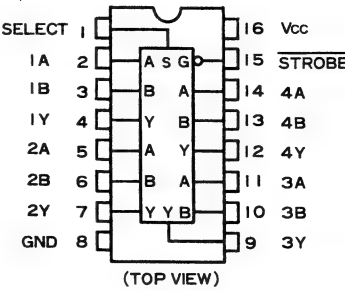 SELECT 1 16 Vcc
1A 2 A S G 15 STROBE
1B 3 B A 14 4A
1Y 4 Y B 13 4B
2A 5 A Y 12 4Y
2B 6 B A 11 3A
2Y 7 Y Y B 10 3B
GND 8 9 3Y
(TOP VIEW)